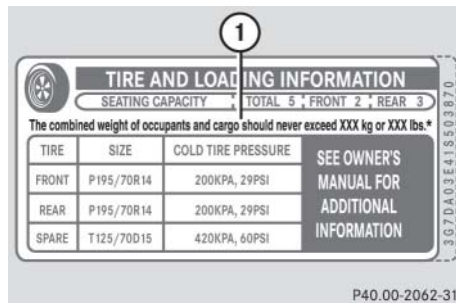 1
TIRE AND LOADING INFORMATION
SEATING CAPACITY TOTAL 5 FRONT 2 REAR 3
The combined weight of occupants and cargo should never exceed XXX kg or XXX lbs.*
TIRE SIZE COLD TIRE PRESSURE SEE OWNER'S MANUAL FOR ADDITIONAL INFORMATION
FRONT P195/70R14 200KPA, 29PSI
REAR P195/70R14 200KPA, 29PSI
SPARE T125/70D15 420KPA, 60PSI
3G7DA03E41S503870
P40.00-2062-31